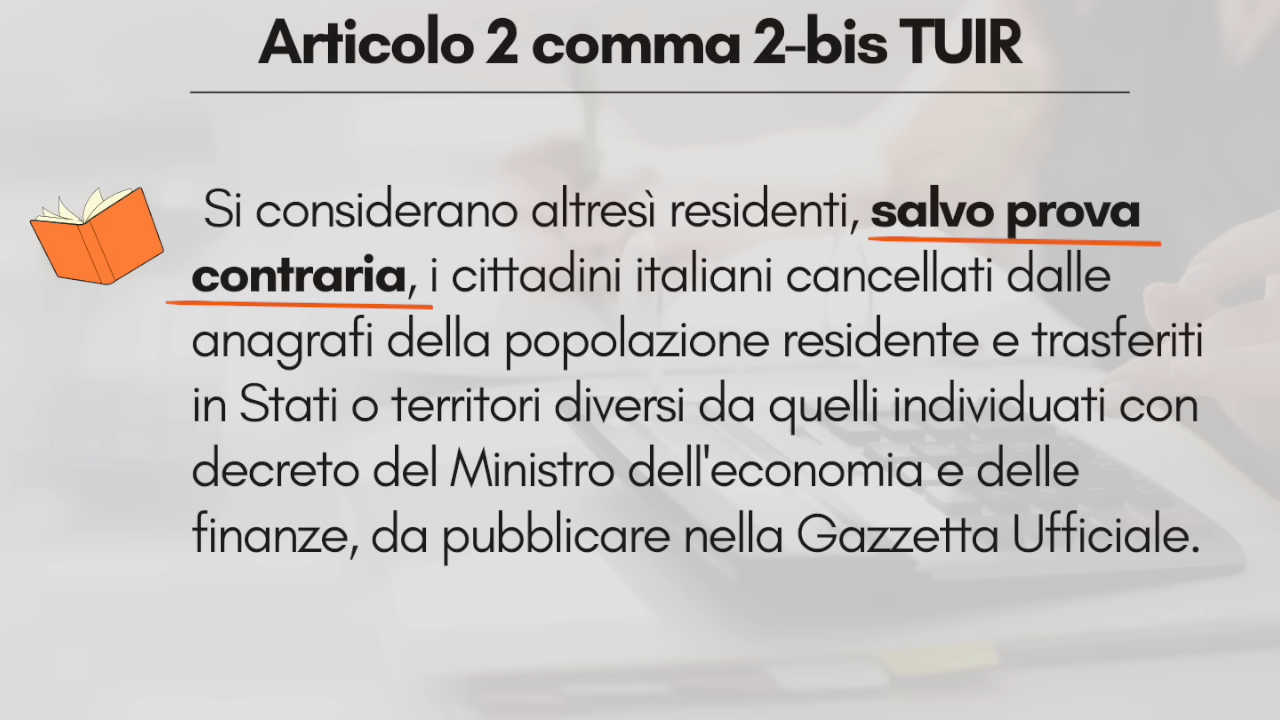 Articolo 2 comma 2-bis TUIR
Si considerano altresì residenti, salvo prova
contraria, i cittadini italiani cancellati dalle
anagrafi della popolazione residente e trasferiti
in Stati o territori diversi da quelli individuati con
decreto del Ministro dell'economia e delle
finanze, da pubblicare nella Gazzetta Ufficiale.